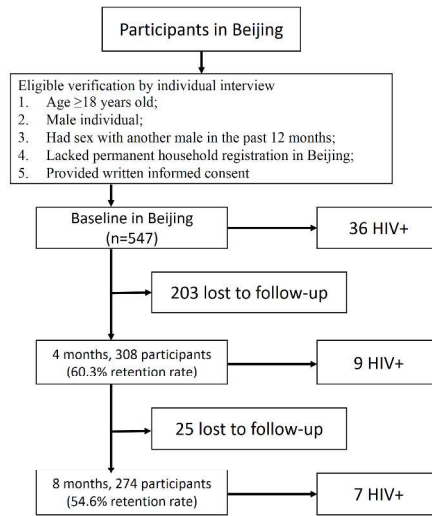 Participants in Beijing
Eligible verification by individual interview
1. Age ≥18 years old;
2. Male individual;
3. Had sex with another male in the past 12 months;
4. Lacked permanent household registration in Beijing;
5. Provided written informed consent
Baseline in Beijing
(n=547)
36 HIV+
203 lost to follow-up
4 months, 308 participants
(60.3% retention rate)
9 HIV+
25 lost to follow-up
8 months, 274 participants
(54.6% retention rate)
7 HIV+